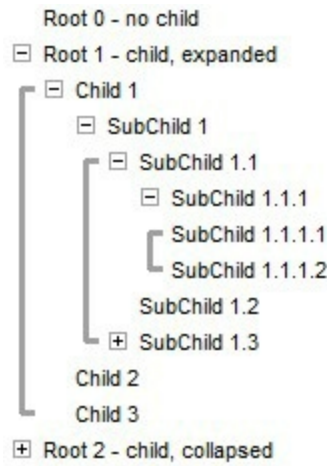 Root 0 - no child
Root 1 - child, expanded
Child 1
SubChild 1
SubChild 1.1
SubChild 1.1.1
SubChild 1.1.1.1
SubChild 1.1.1.2
SubChild 1.2
SubChild 1.3
Child 2
Child 3
Root 2 - child, collapsed